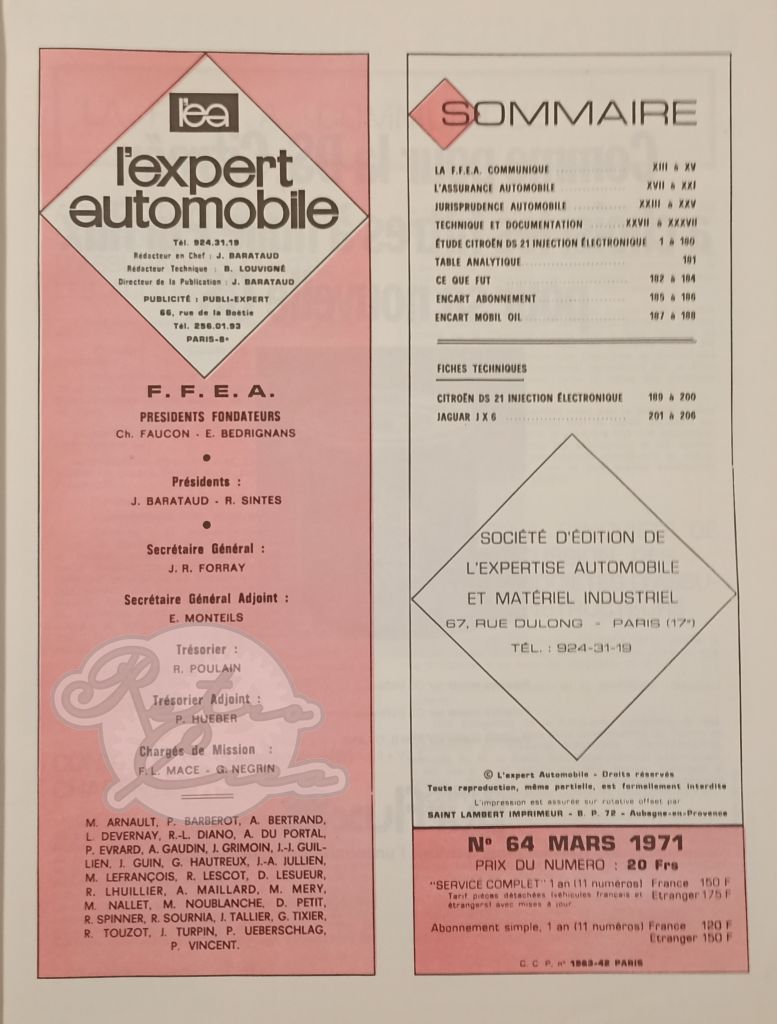 l'ea
l'expert
automobile
Tél. 924.31.19
Rédacteur en Chef : J. BARATAUD
Rédacteur Technique : B. LOUVIGNÉ
Directeur de la Publication : J. BARATAUD
PUBLICITÉ : PUBLI-EXPERT
66, rue de la Boëtie
Tél. 256.01.93
PARIS-8e
F. F. E. A.
PRESIDENTS FONDATEURS
Ch. FAUCON - E. BEDRIGNANS
Présidents :
J. BARATAUD - R. SINTES
Secrétaire Général :
J. R. FORRAY
Secrétaire Général Adjoint :
E. MONTEILS
Trésorier :
R. POULAIN
Trésorier Adjoint :
P. HUEBER
Chargés de Mission :
F.L. MACE - G. NEGRIN
Retro
M. ARNAULT, P. BARBEROT, A. BERTRAND,
L. DEVERNAY, R.-L. DIANO, A. DU PORTAL,
P. EVRARD, A. GAUDIN, J. GRIMOIN, J.-J. GUIL-
LIEN, J. GUIN, G. HAUTREUX, J.-A. JULLIEN,
M. LEFRANÇOIS, R. LESCOT, D. LESUEUR,
R. LHUILLIER, A. MAILLARD, M. MERY,
M. NALLET, M. NOUBLANCHE, D. PETIT,
R. SPINNER, R. SOURNIA, J. TALLIER, G. TIXIER,
R. TOUZOT, J. TURPIN, P. UEBERSCHLAG,
P. VINCENT.
SOMMAIRE
LA F.F.E.A. COMMUNIQUE XIII à XV
L'ASSURANCE AUTOMOBILE XVII à XXI
JURISPRUDENCE AUTOMOBILE XXIII à XXV
TECHNIQUE ET DOCUMENTATION XXVII à XXXVII
ÉTUDE CITROËN DS 21 INJECTION ÉLECTRONIQUE 1 à 180
TABLE ANALYTIQUE 181
CE QUE FUT 182 à 184
ENCART ABONNEMENT 185 à 186
ENCART MOBIL OIL 187 à 188
FICHES TECHNIQUES
CITROËN DS 21 INJECTION ÉLECTRONIQUE 189 à 200
JAGUAR J X 6 201 à 206
SOCIÉTÉ D'ÉDITION DE
L'EXPERTISE AUTOMOBILE
ET MATÉRIEL INDUSTRIEL
67, RUE DULONG - PARIS (17e)
TÉL. : 924-31-19
© L'expert Automobile - Droits réservés
Toute reproduction, même partielle, est formellement interdite
L'impression est assurée sur rotative offset par
SAINT LAMBERT IMPRIMEUR - B. P. 72 - Aubagne-en-Provence
N° 64 MARS 1971
PRIX DU NUMERO : 20 Frs
"SERVICE COMPLET" 1 an (11 numéros) France 150 F
Tarif pièces détachées (véhicules français et Etranger 175 F
étrangers) avec mises à jour
Abonnement simple, 1 an (11 numéros) France 120 F
Etranger 150 F
C. C. P. n° 1963-42 PARIS